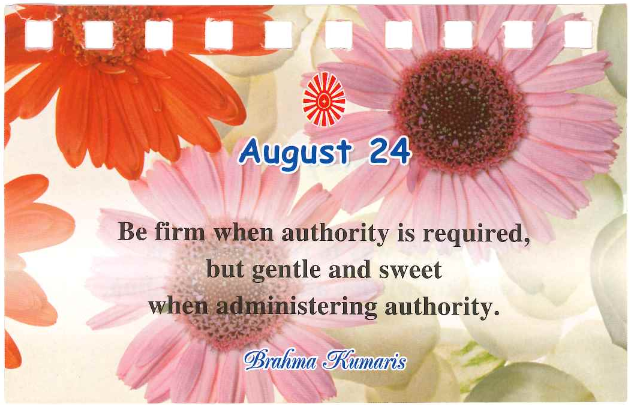 August 24
Be firm when authority is required,
but gentle and sweet
when administering authority.
Brahma Kumaris